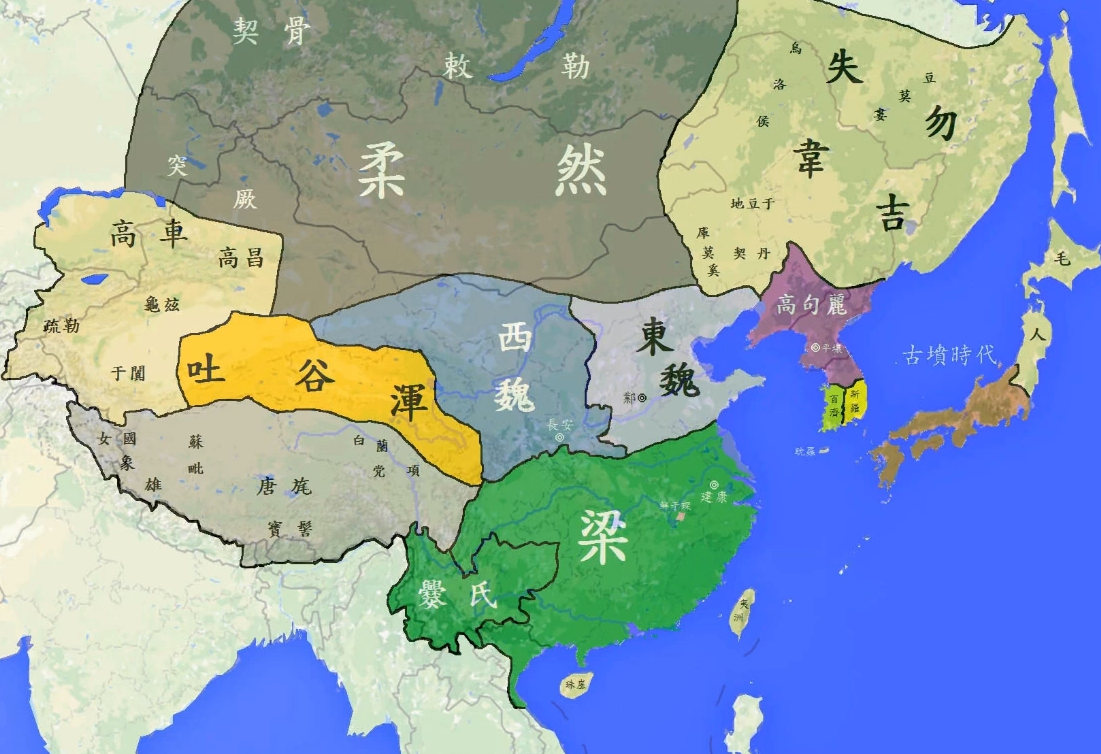 契骨
敕勒
柔然
突厥
失韋
勿吉
烏洛侯
豆莫婁
地豆于
庫莫奚
契丹
高車
高昌
龜茲
疏勒
于闐
吐谷渾
西魏
長安
東魏
鄴
高句麗
平壤
百濟
新羅
耽羅
古墳時代
毛人
女國
象雄
蘇毗
白蘭
党項
唐旄
寶髻
梁
建康
爨氏
夷洲
珠崖